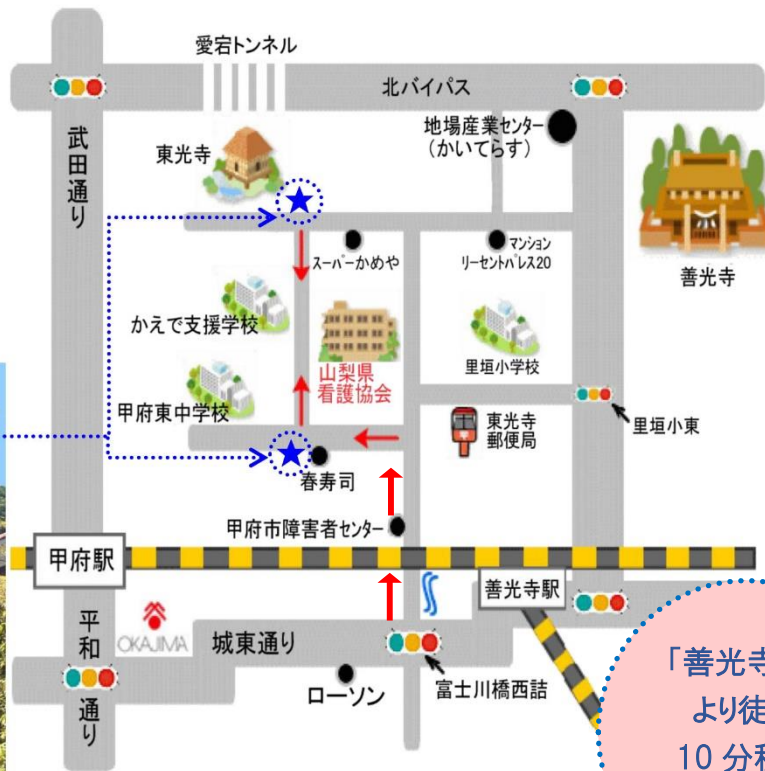 愛宕トンネル
北バイパス
武田通り
東光寺
地場産業センター
(かいてらす)
善光寺
スーパーかめや
マンション
リーセントパレス20
かえで支援学校
山梨県
看護協会
里垣小学校
甲府東中学校
東光寺
郵便局
里垣小東
春寿司
甲府市障害者センター
甲府駅
善光寺駅
平和通り
OKAJIMA
城東通り
ローソン
富士川橋西詰
「善光寺
より徒
10 分